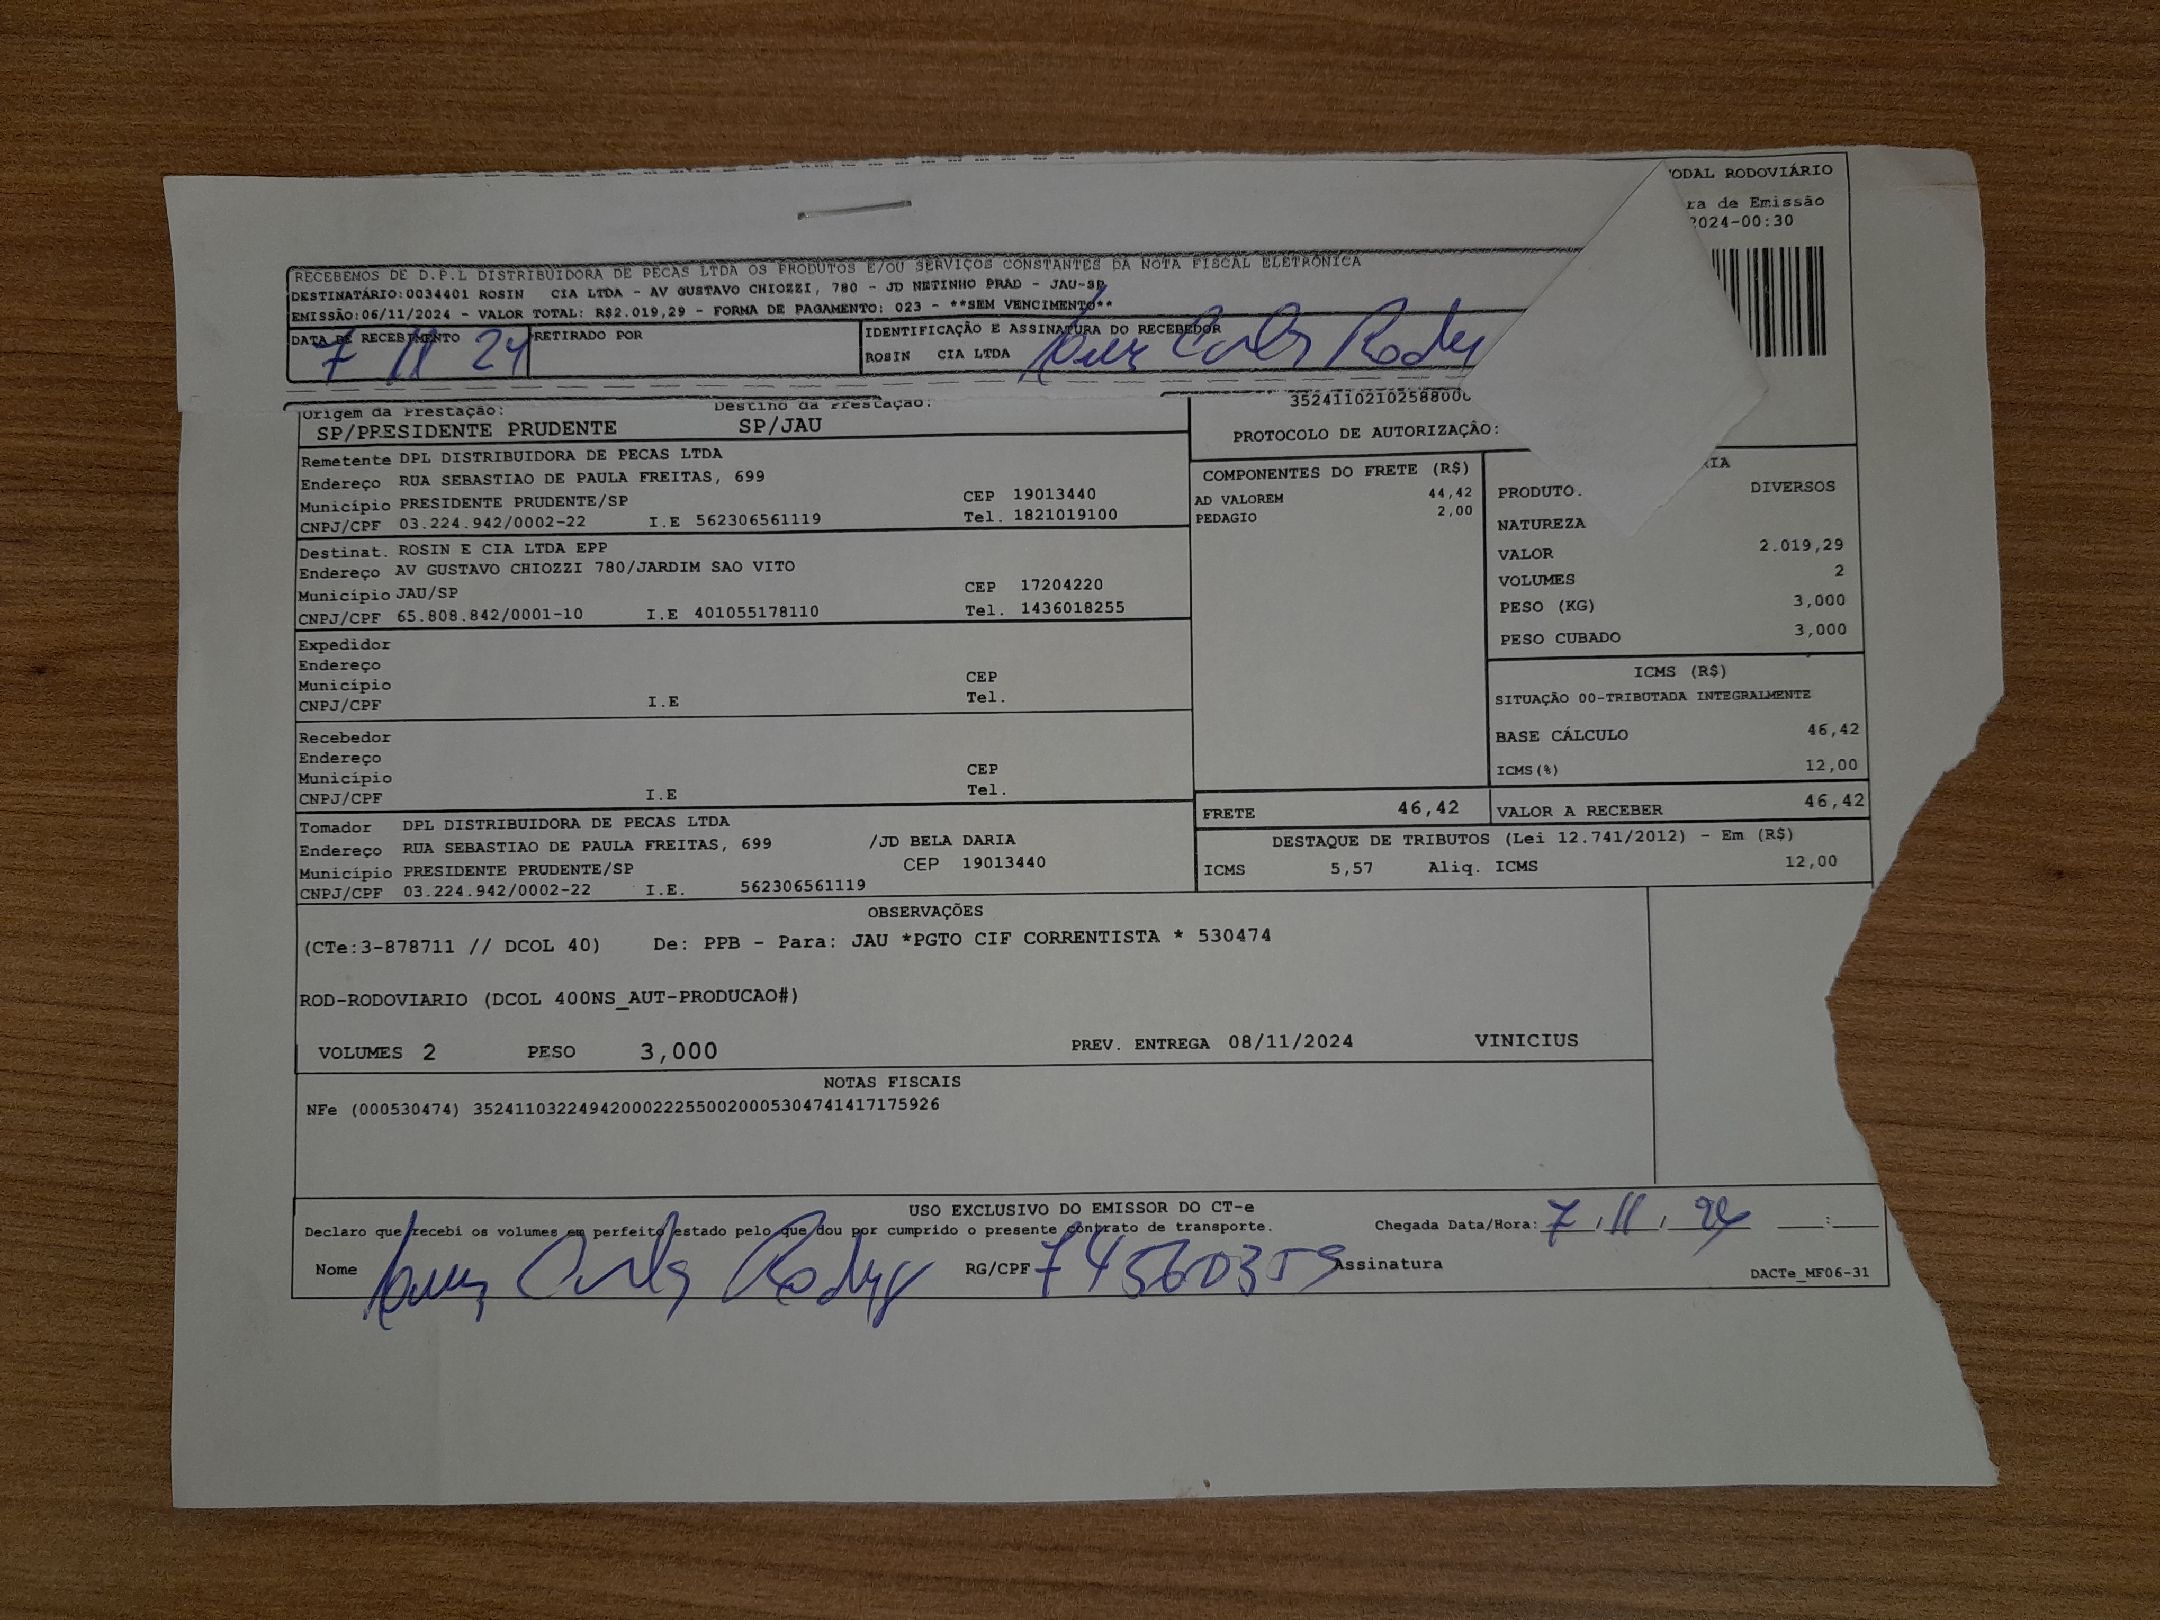 ODAL RODOVIÁRIO
ra de Emissão
2024-00:30
RECEBEMOS DE D.P.L DISTRIBUIDORA DE PECAS LTDA OS PRODUTOS E/OU SERVIÇOS CONSTANTES DA NOTA FISCAL ELETRÔNICA
DESTINATÁRIO:0034401 ROSIN CIA LTDA - AV GUSTAVO CHIOZZI, 780 - JD NETINHO PRAD - JAU-SP
EMISSÃO:06/11/2024 - VALOR TOTAL: R$2.019,29 - FORMA DE PAGAMENTO: 023 - **SEM VENCIMENTO**
DATA DE RECEBIMENTO RETIRADO POR IDENTIFICAÇÃO E ASSINATURA DO RECEBEDOR
7 11 24 ROSIN CIA LTDA
Origem da Prestação: Destino da Prestação:
SP/PRESIDENTE PRUDENTE SP/JAU
3524110210258800
PROTOCOLO DE AUTORIZAÇÃO:
Remetente DPL DISTRIBUIDORA DE PECAS LTDA
Endereço RUA SEBASTIAO DE PAULA FREITAS, 699
Município PRESIDENTE PRUDENTE/SP CEP 19013440
CNPJ/CPF 03.224.942/0002-22 I.E 562306561119 Tel. 1821019100
Destinat. ROSIN E CIA LTDA EPP
Endereço AV GUSTAVO CHIOZZI 780/JARDIM SAO VITO
Município JAU/SP CEP 17204220
CNPJ/CPF 65.808.842/0001-10 I.E 401055178110 Tel. 1436018255
Expedidor
Endereço
Município CEP
CNPJ/CPF I.E Tel.
Recebedor
Endereço
Município CEP
CNPJ/CPF I.E Tel.
Tomador DPL DISTRIBUIDORA DE PECAS LTDA
Endereço RUA SEBASTIAO DE PAULA FREITAS, 699 /JD BELA DARIA
Município PRESIDENTE PRUDENTE/SP CEP 19013440
CNPJ/CPF 03.224.942/0002-22 I.E. 562306561119
COMPONENTES DO FRETE (R$)
AD VALOREM 44,42
PEDAGIO 2,00
RIA
PRODUTO. DIVERSOS
NATUREZA
VALOR 2.019,29
VOLUMES 2
PESO (KG) 3,000
PESO CUBADO 3,000
ICMS (R$)
SITUAÇÃO 00-TRIBUTADA INTEGRALMENTE
BASE CÁLCULO 46,42
ICMS(%) 12,00
FRETE 46,42 VALOR A RECEBER 46,42
DESTAQUE DE TRIBUTOS (Lei 12.741/2012) - Em (R$)
ICMS 5,57 Aliq. ICMS 12,00
OBSERVAÇÕES
(CTe:3-878711 // DCOL 40) De: PPB - Para: JAU *PGTO CIF CORRENTISTA * 530474
ROD-RODOVIARIO (DCOL 400NS_AUT-PRODUCAO#)
VOLUMES 2 PESO 3,000 PREV. ENTREGA 08/11/2024 VINICIUS
NOTAS FISCAIS
NFe (000530474) 35241103224942000222550020005304741417175926
USO EXCLUSIVO DO EMISSOR DO CT-e
Declaro que recebi os volumes em perfeito estado pelo que dou por cumprido o presente contrato de transporte. Chegada Data/Hora: 7 / 11 / 24 :
Nome RG/CPF Assinatura
DACTe_MF06-31